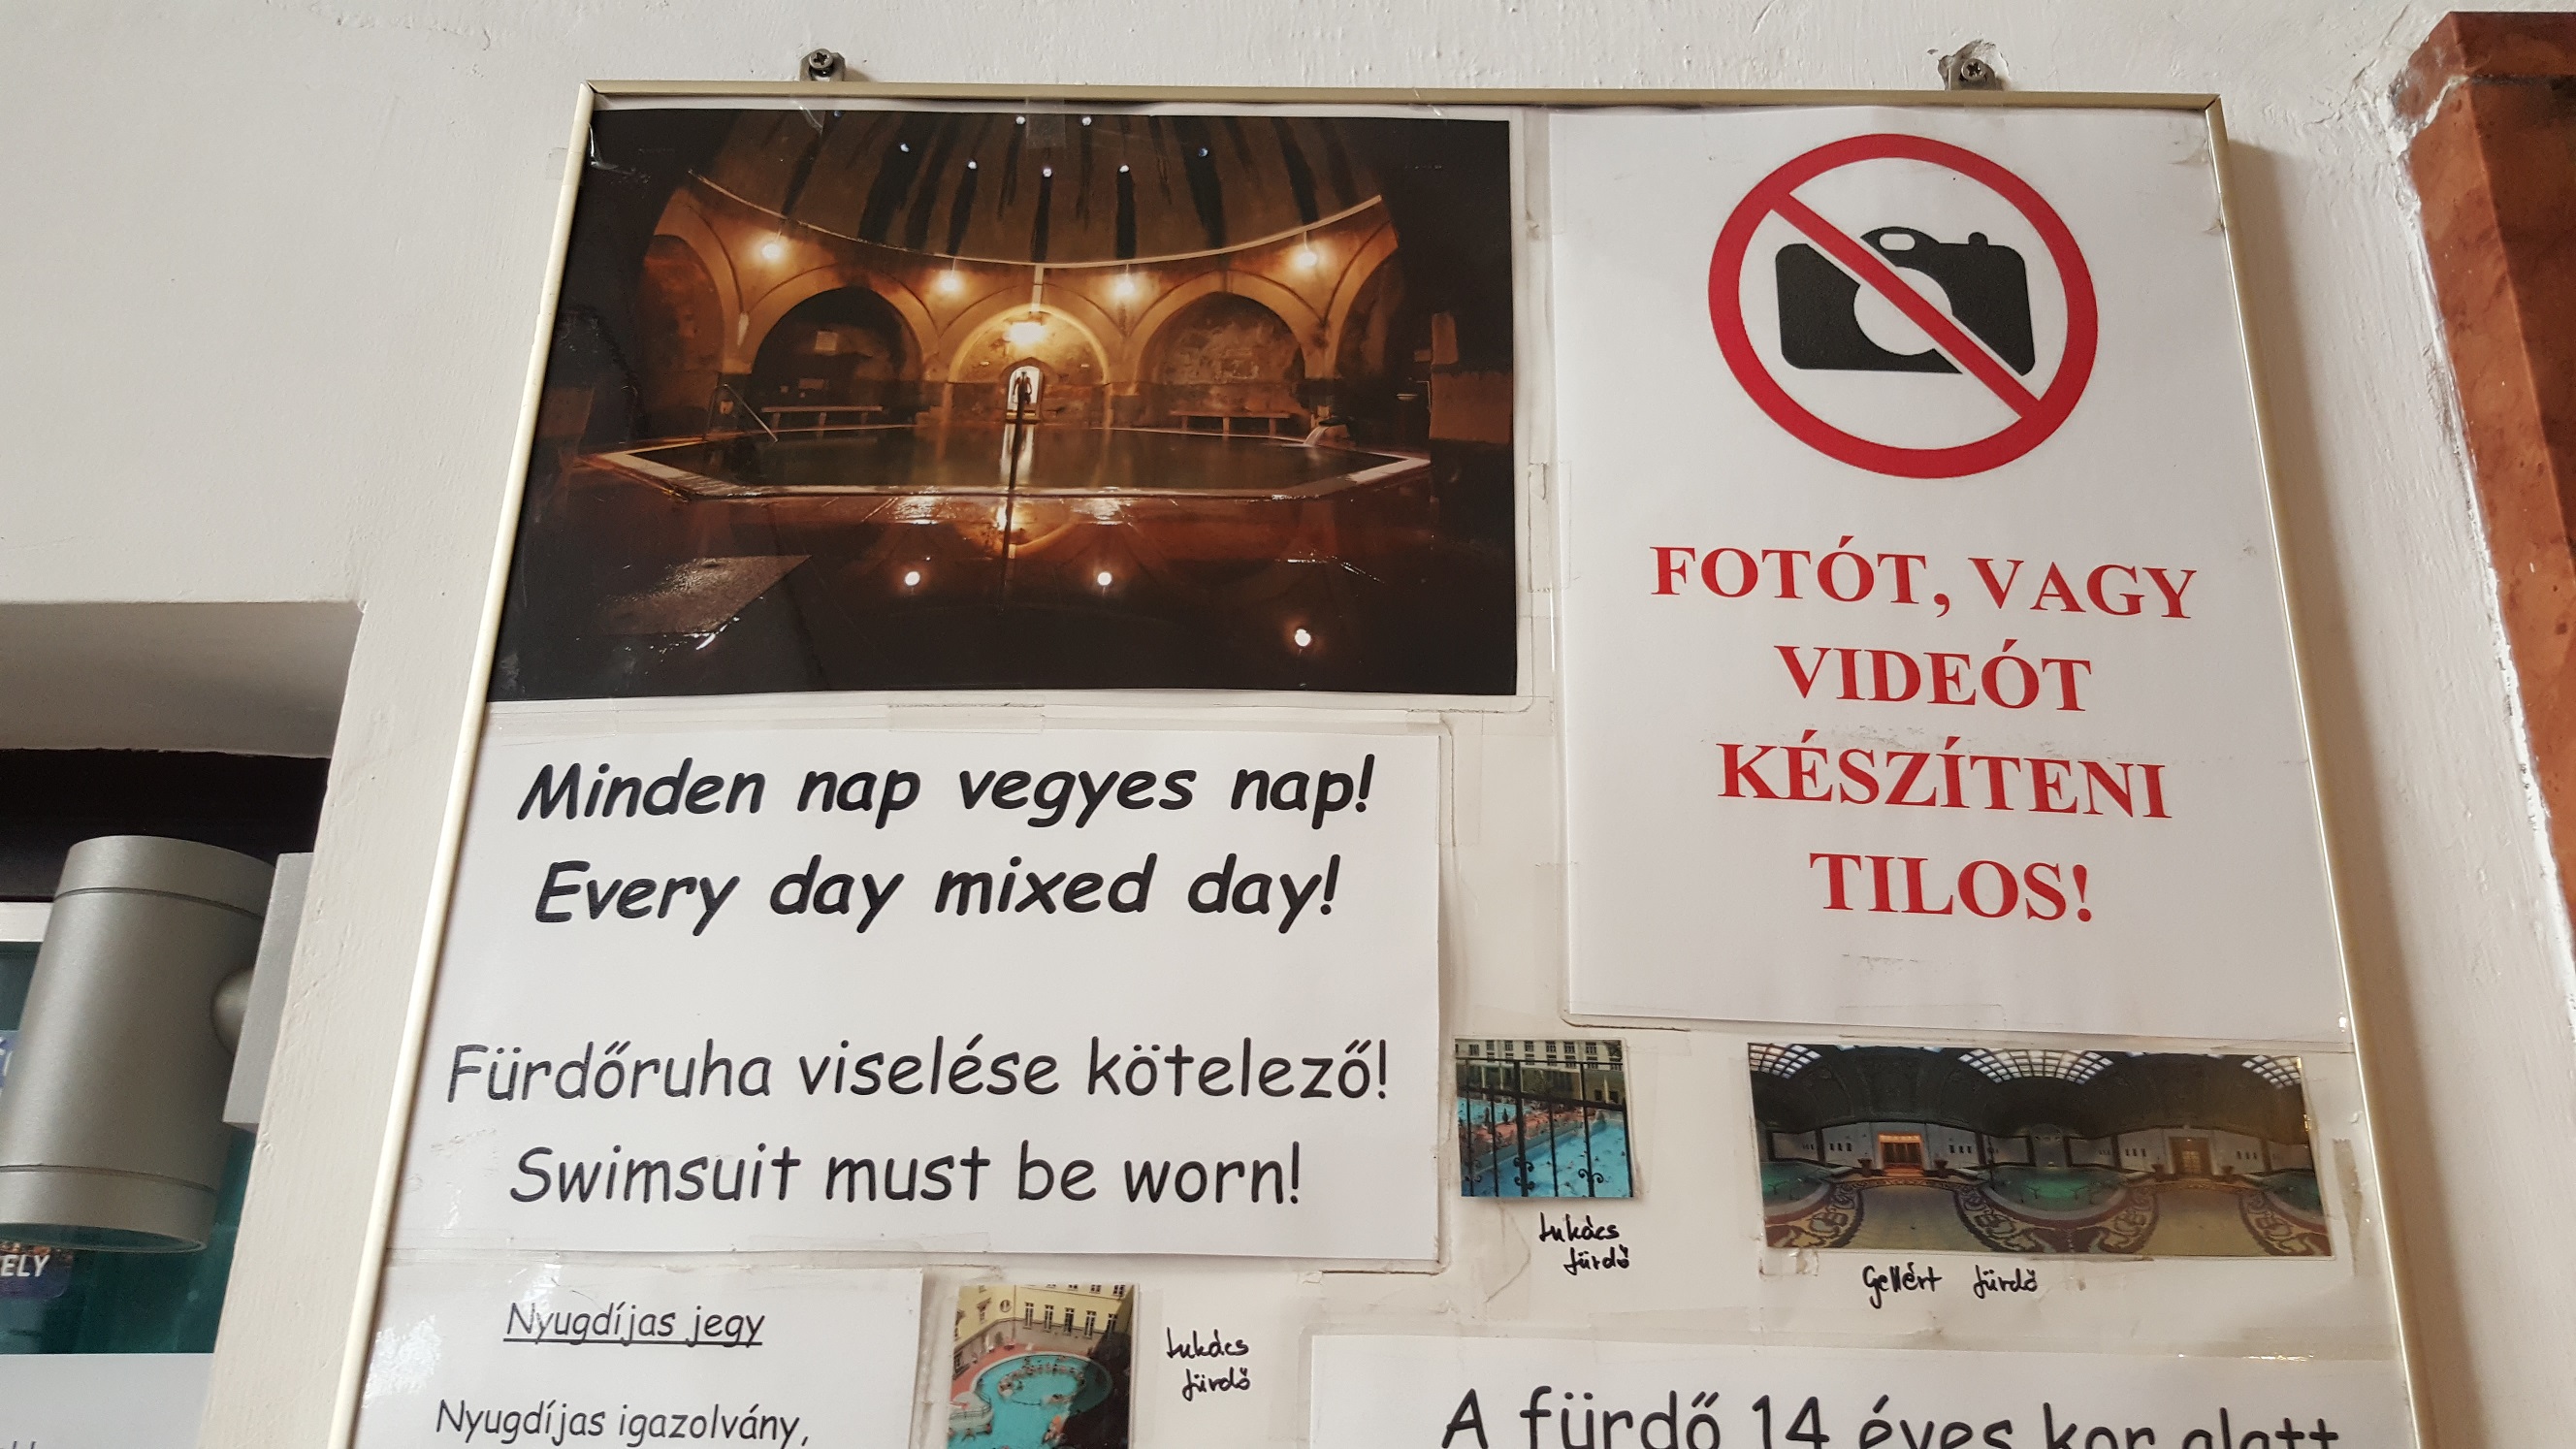 FOTÓT, VAGY
VIDEÓT
KÉSZÍTENI
TILOS!
Minden nap vegyes nap!
Every day mixed day!
Fürdőruha viselése kötelező!
Swimsuit must be worn!
Lukács
fürdő
Gellért fürdő
Nyugdíjas jegy
Nyugdíjas igazolvány,
Lukács
fürdő
A fürdő 14 éves kor alatt
ELY